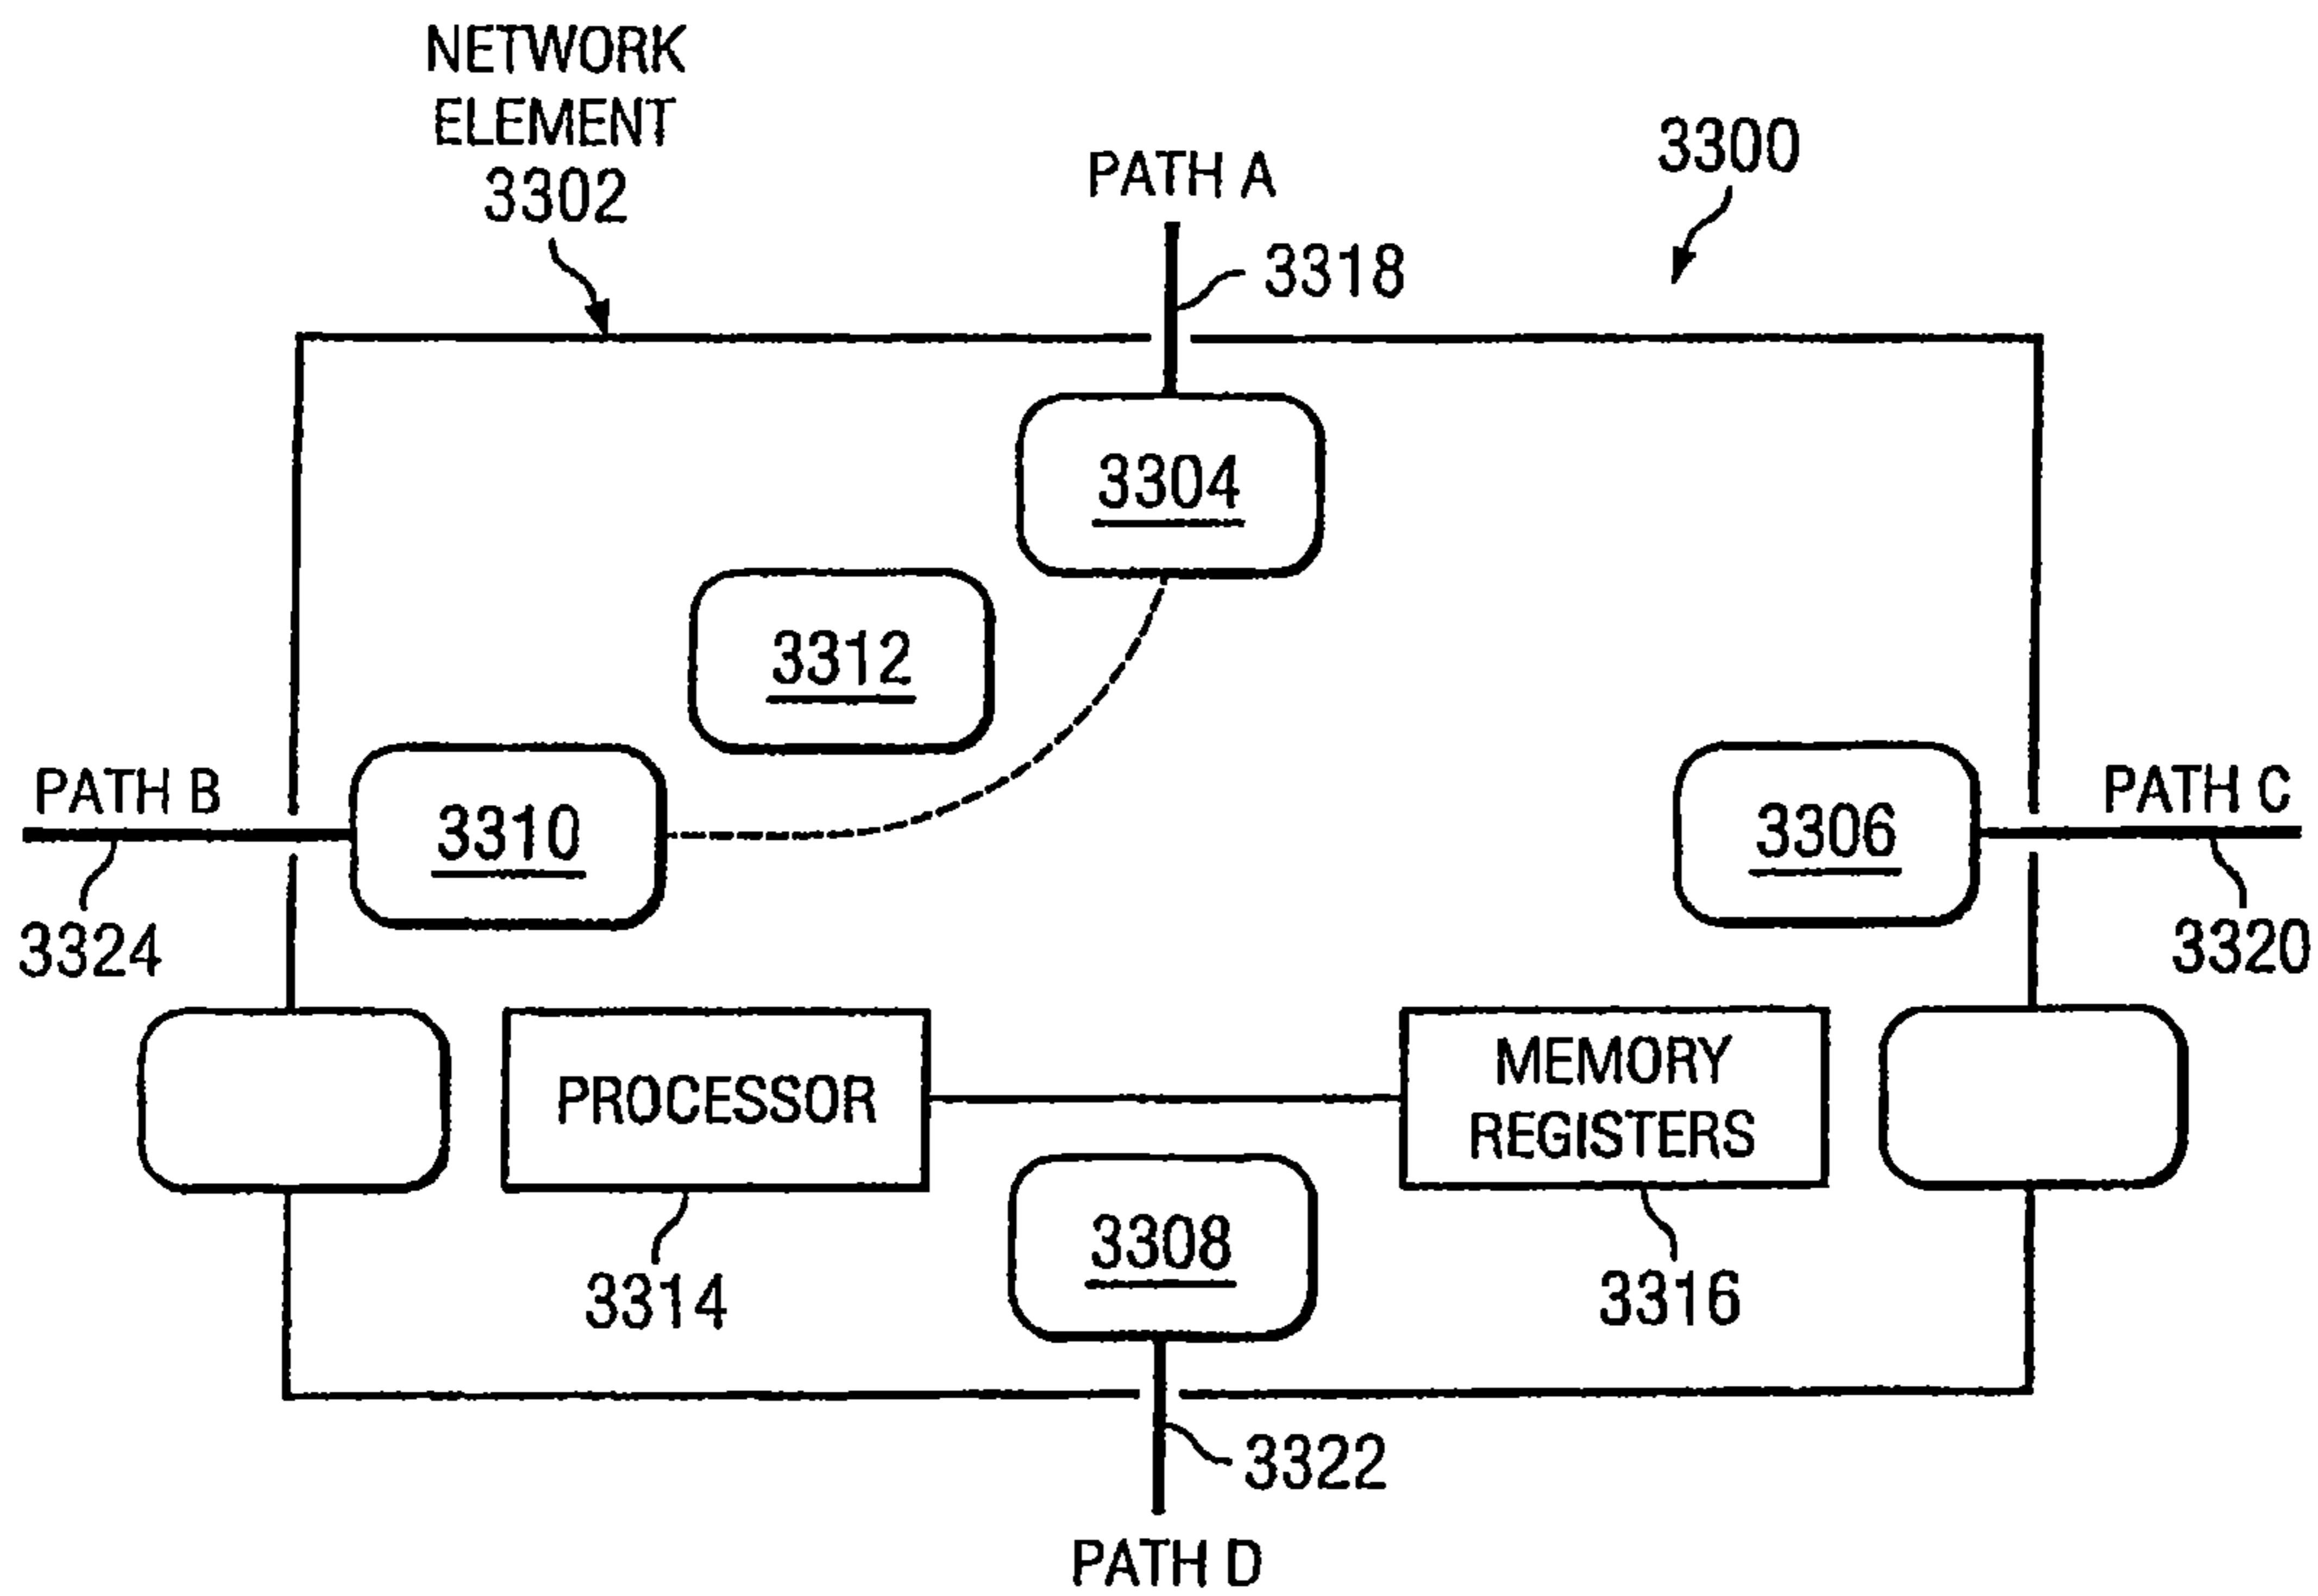 NETWORK
ELEMENT
3302
PATH A
3300
3318
3304
3312
PATH B
3310
3306
PATH C
3324
3320
PROCESSOR
MEMORY
REGISTERS
3308
3314
3316
3322
PATH D